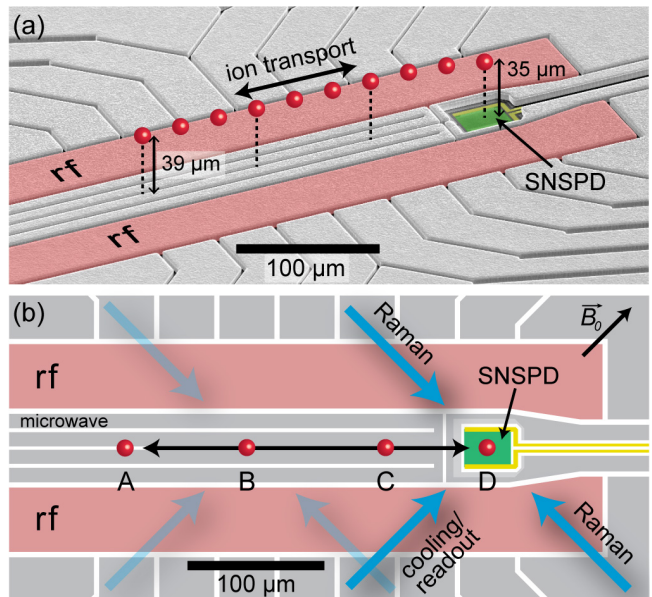 (a)
ion transport
35 µm
39 µm
SNSPD
rf
rf
100 µm
(b)
Raman
B₀
SNSPD
rf
microwave
A
B
C
D
rf
cooling/
readout
Raman
100 µm